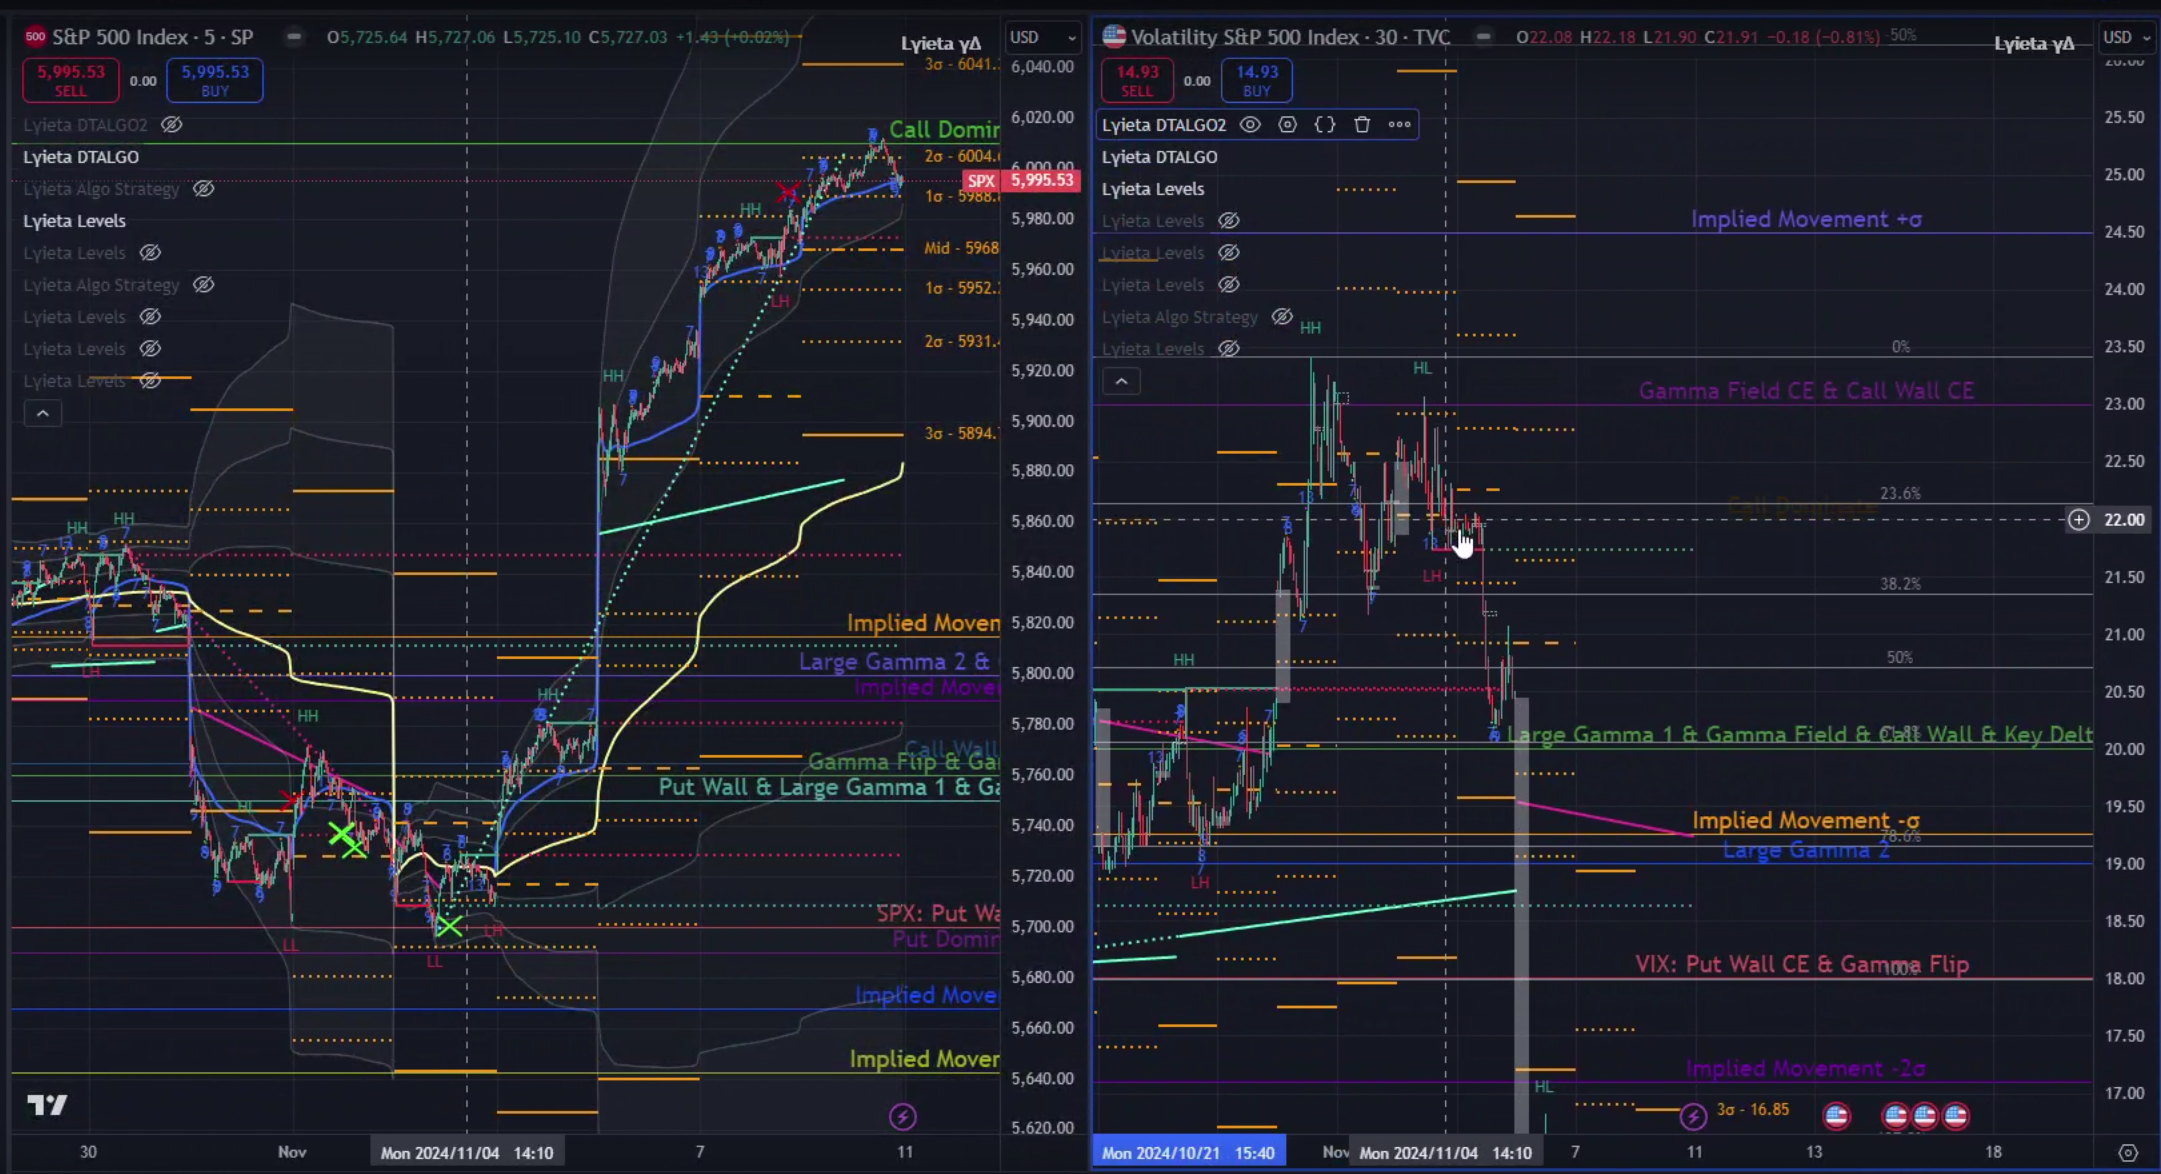 S&P 500 Index · 5 · SP
O5,725.64 H5,727.06 L5,725.10 C5,727.03 +1.43 (+0.02%)
Lyieta γΔ
USD
5,995.53
SELL
0.00
5,995.53
BUY
Lyieta DTALGO2
Lyieta DTALGO
Lyieta Algo Strategy
Lyieta Levels
Lyieta Levels
Lyieta Algo Strategy
Lyieta Levels
Lyieta Levels
Lyieta Levels
3σ - 6041.
Call Domin
2σ - 6004.
SPX 5,995.53
1σ - 5988.
Mid - 5968
1σ - 5952.
2σ - 5931.
3σ - 5894.
Implied Movem
Large Gamma 2 &
Implied Move
Call Wall
Gamma Flip & Ga
Put Wall & Large Gamma 1 & Ga
SPX: Put Wa
Put Domin
Implied Move
Implied Mover
6,040.00
6,020.00
6,000.00
5,980.00
5,960.00
5,940.00
5,920.00
5,900.00
5,880.00
5,860.00
5,840.00
5,820.00
5,800.00
5,780.00
5,760.00
5,740.00
5,720.00
5,700.00
5,680.00
5,660.00
5,640.00
5,620.00
HH
HH
LH
HH
HL
LL
LL
HH
LH
HH
HH
LH
30
Nov
Mon 2024/11/04 14:10
7
11
Volatility S&P 500 Index · 30 · TVC
O22.08 H22.18 L21.90 C21.91 −0.18 (−0.81%)
-50%
Lyieta γΔ
USD
14.93
SELL
0.00
14.93
BUY
Lyieta DTALGO2
Lyieta DTALGO
Lyieta Levels
Lyieta Levels
Lyieta Levels
Lyieta Levels
Lyieta Algo Strategy
Lyieta Levels
Implied Movement +σ
0%
Gamma Field CE & Call Wall CE
23.6%
Call Dominate
38.2%
50%
Large Gamma 1 & Gamma Field & Call Wall & Key Delt
61.8%
Implied Movement -σ
78.6%
Large Gamma 2
VIX: Put Wall CE & Gamma Flip
100%
Implied Movement -2σ
3σ - 16.85
HH
HL
LH
HH
LH
HL
25.50
25.00
24.50
24.00
23.50
23.00
22.50
22.00
21.50
21.00
20.50
20.00
19.50
19.00
18.50
18.00
17.50
17.00
Mon 2024/10/21 15:40
Nov
Mon 2024/11/04 14:10
7
11
13
18